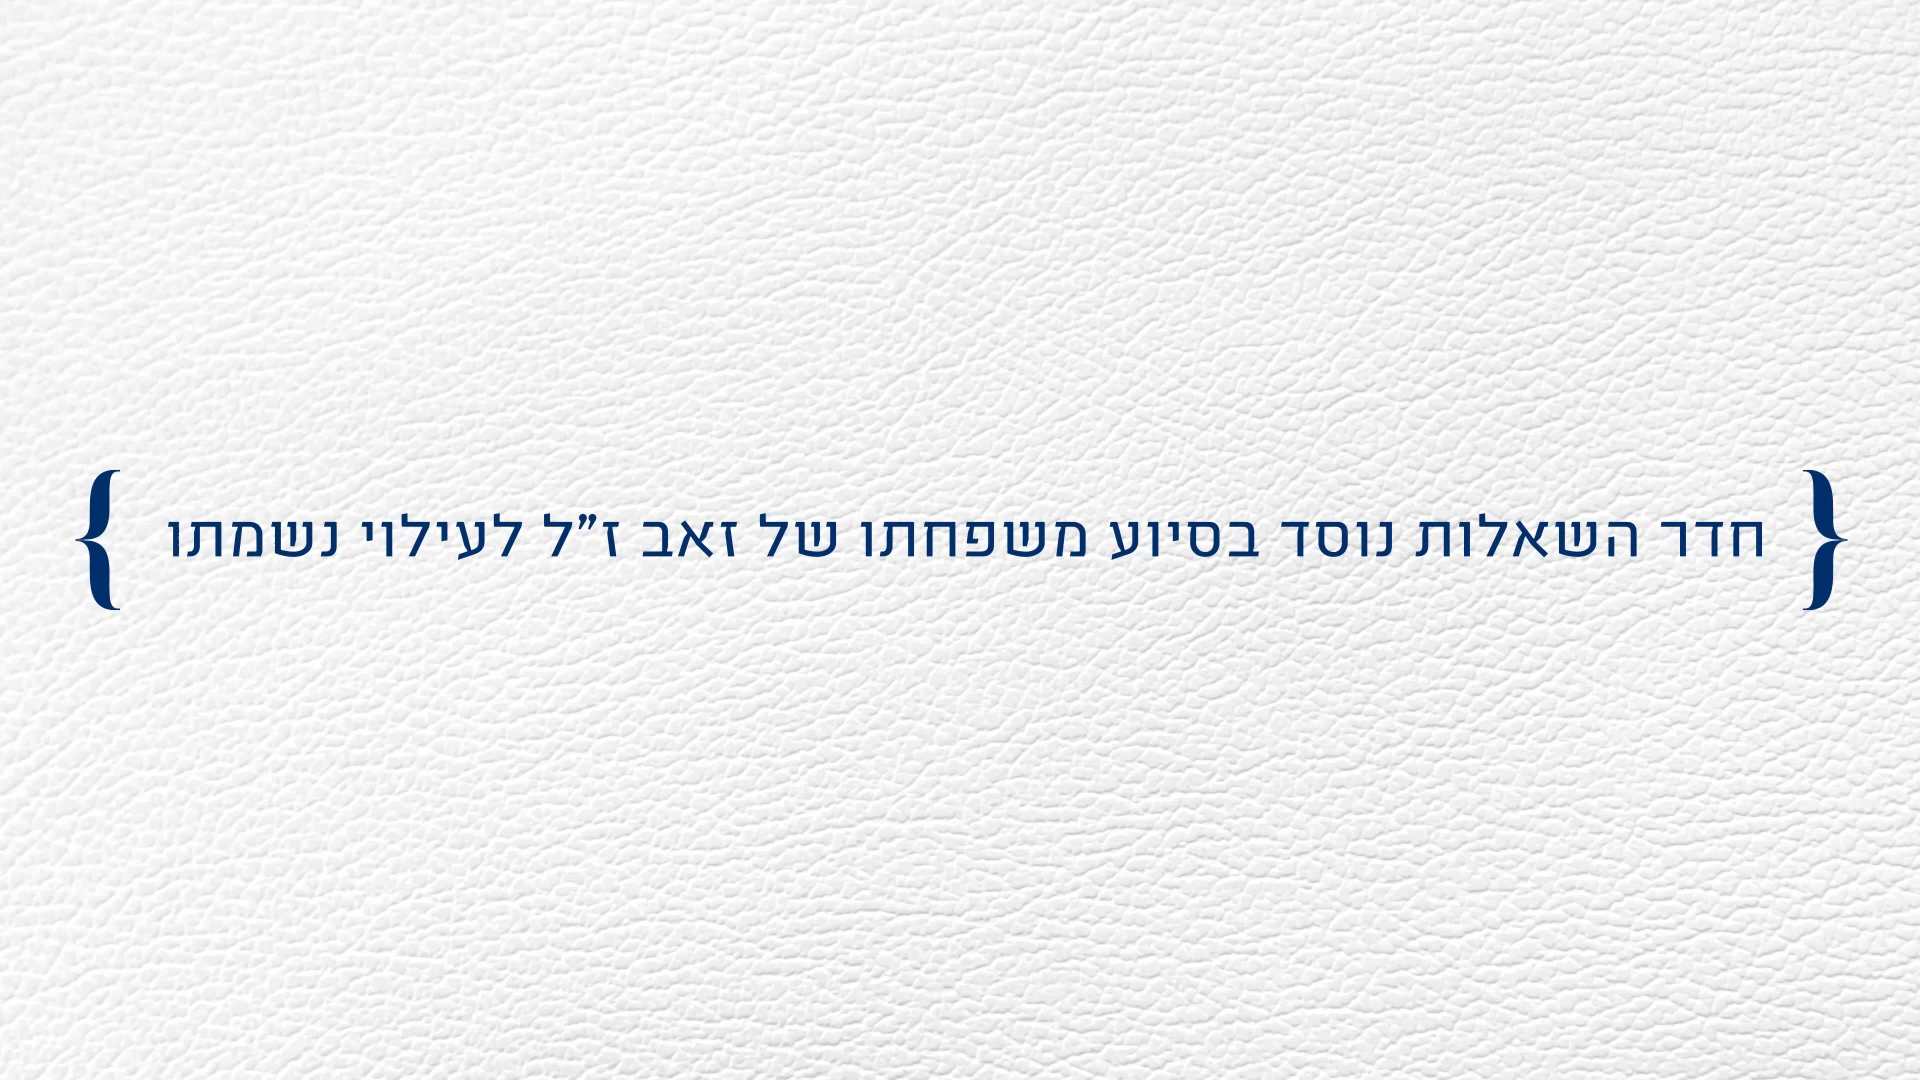 { חדר השאלות נוסד בסיוע משפחתו של זאב ז"ל לעילוי נשמתו }